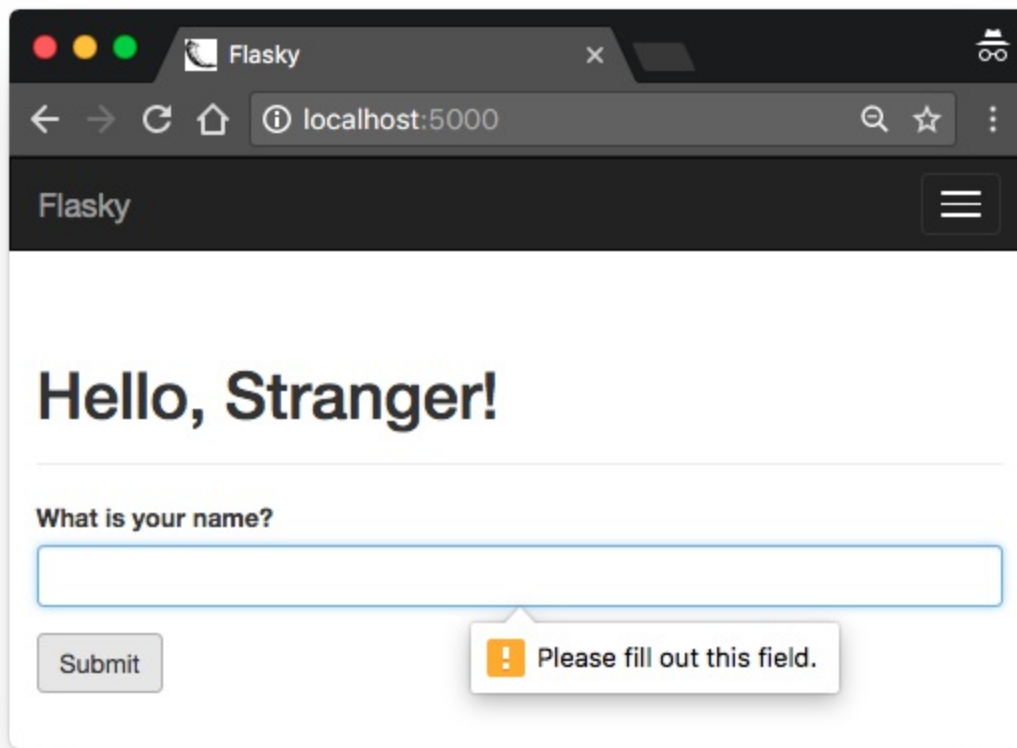 Flasky
localhost:5000
Flasky
Hello, Stranger!
What is your name?
Submit
Please fill out this field.